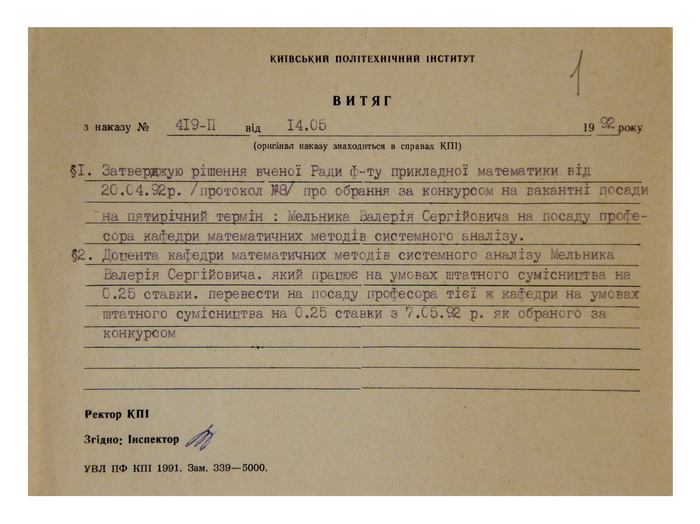 1
КИЇВСЬКИЙ ПОЛІТЕХНІЧНИЙ ІНСТИТУТ
ВИТЯГ
з наказу № 419-П від 14.05 1992 року
(оригінал наказу знаходиться в справах КПІ)
§1. Затверджую рішення вченої Ради ф-ту прикладної математики від
20.04.92р. /протокол №8/ про обрання за конкурсом на вакантні посади
на пятирічний термін : Мельника Валерія Сергійовича на посаду профе-
сора кафедри математичних методів системного аналізу.
§2. Доцента кафедри математичних методів системного аналізу Мельника
Валерія Сергійовича. який працює на умовах штатного сумісництва на
0.25 ставки. перевести на посаду професора тієї ж кафедри на умовах
штатного сумісництва на 0.25 ставки з 7.05.92 р. як обраного за
конкурсом
Ректор КПІ
Згідно: Інспектор
УВЛ ПФ КПІ 1991. Зам. 339—5000.